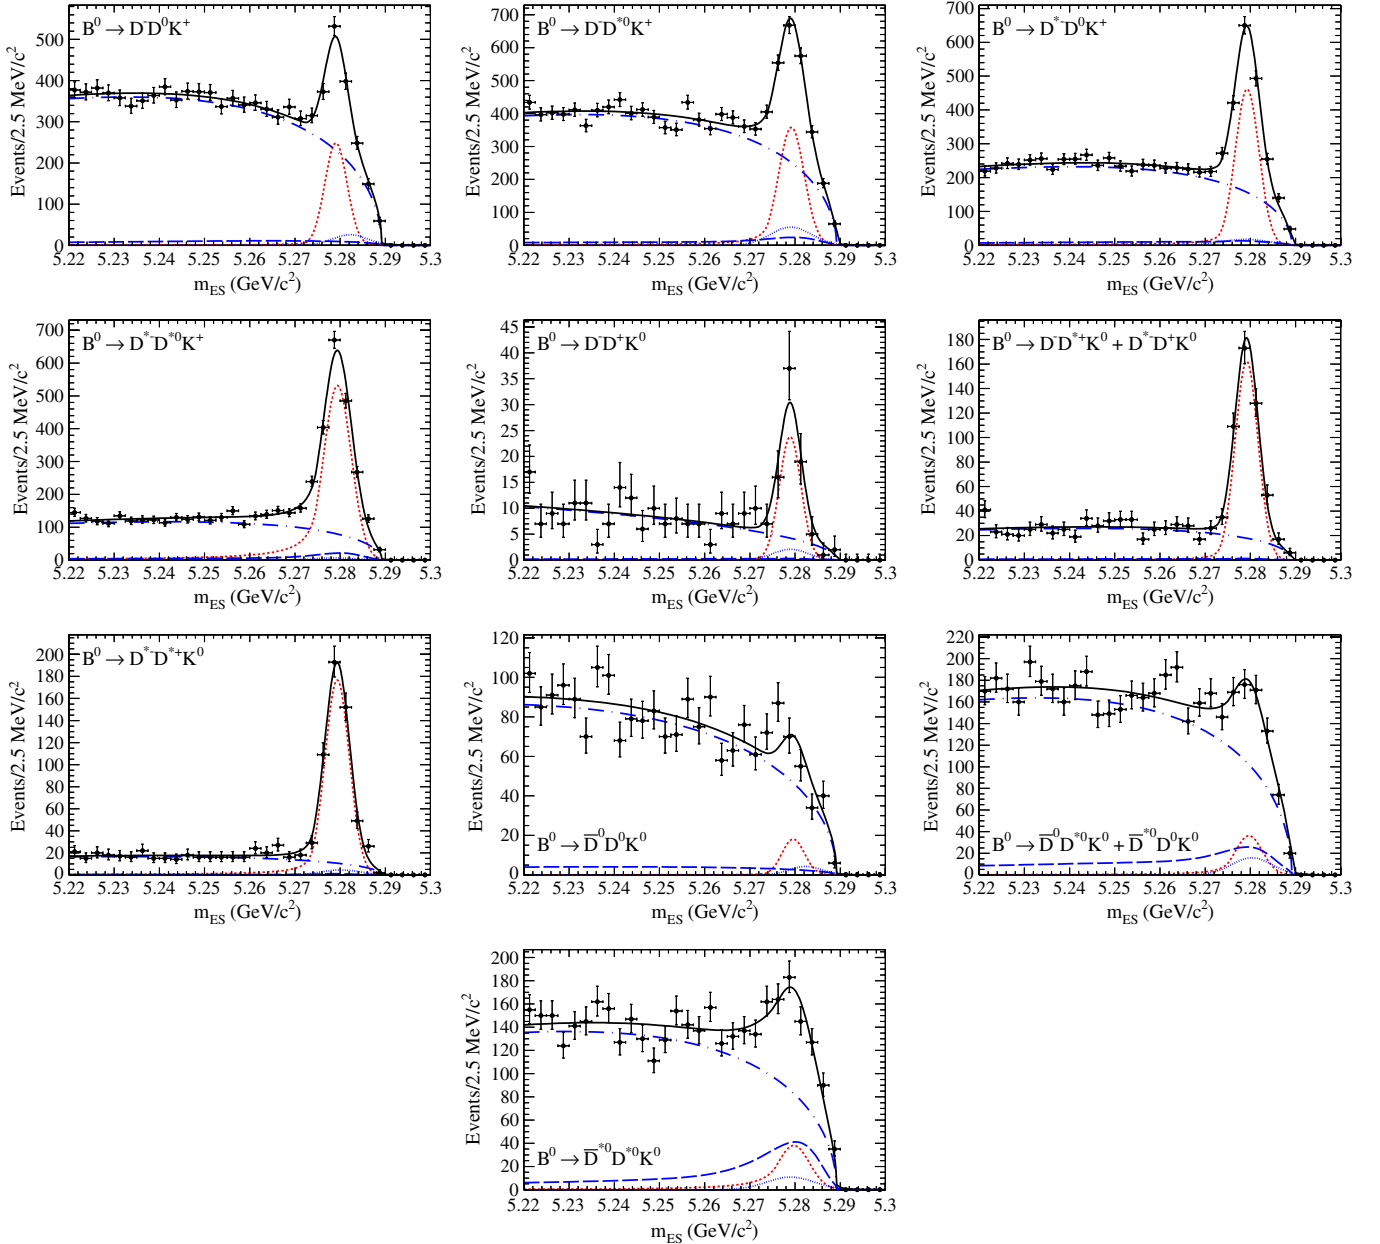 B⁰ → D⁻D⁰K⁺
Events/2.5 MeV/c²
500
400
300
200
100
0
5.22 5.23 5.24 5.25 5.26 5.27 5.28 5.29 5.3
m_ES (GeV/c²)
B⁰ → D⁻D*⁰K⁺
Events/2.5 MeV/c²
700
600
500
400
300
200
100
0
5.22 5.23 5.24 5.25 5.26 5.27 5.28 5.29 5.3
m_ES (GeV/c²)
B⁰ → D*⁻D⁰K⁺
Events/2.5 MeV/c²
700
600
500
400
300
200
100
0
5.22 5.23 5.24 5.25 5.26 5.27 5.28 5.29 5.3
m_ES (GeV/c²)
B⁰ → D*⁻D*⁰K⁺
Events/2.5 MeV/c²
700
600
500
400
300
200
100
0
5.22 5.23 5.24 5.25 5.26 5.27 5.28 5.29 5.3
m_ES (GeV/c²)
B⁰ → D⁻D⁺K⁰
Events/2.5 MeV/c²
45
40
35
30
25
20
15
10
5
0
5.22 5.23 5.24 5.25 5.26 5.27 5.28 5.29 5.3
m_ES (GeV/c²)
B⁰ → D⁻D*⁺K⁰ + D*⁻D⁺K⁰
Events/2.5 MeV/c²
180
160
140
120
100
80
60
40
20
0
5.22 5.23 5.24 5.25 5.26 5.27 5.28 5.29 5.3
m_ES (GeV/c²)
B⁰ → D*⁻D*⁺K⁰
Events/2.5 MeV/c²
200
180
160
140
120
100
80
60
40
20
0
5.22 5.23 5.24 5.25 5.26 5.27 5.28 5.29 5.3
m_ES (GeV/c²)
Events/2.5 MeV/c²
120
100
80
60
40
20
0
B⁰ → D̅⁰D⁰K⁰
5.22 5.23 5.24 5.25 5.26 5.27 5.28 5.29 5.3
m_ES (GeV/c²)
Events/2.5 MeV/c²
220
200
180
160
140
120
100
80
60
40
20
0
B⁰ → D̅⁰D*⁰K⁰ + D̅*⁰D⁰K⁰
5.22 5.23 5.24 5.25 5.26 5.27 5.28 5.29 5.3
m_ES (GeV/c²)
Events/2.5 MeV/c²
200
180
160
140
120
100
80
60
40
20
0
B⁰ → D̅*⁰D*⁰K⁰
5.22 5.23 5.24 5.25 5.26 5.27 5.28 5.29 5.3
m_ES (GeV/c²)